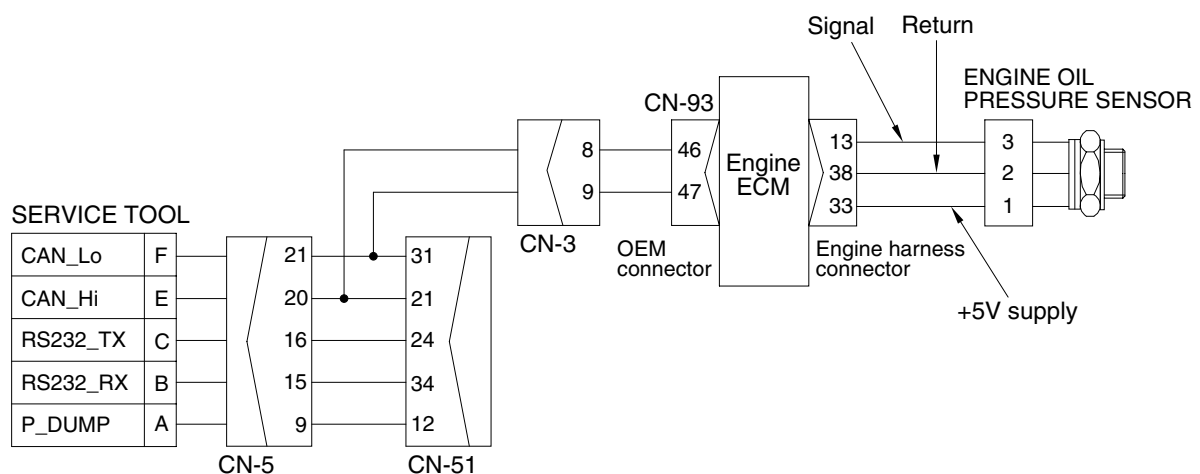 Signal Return
ENGINE OIL
PRESSURE SENSOR
CN-93
8 46 13 3
9 47 38 2
33 1
Engine
ECM
CN-3
OEM
connector
Engine harness
connector
+5V supply
SERVICE TOOL
CAN_Lo F 21 31
CAN_Hi E 20 21
RS232_TX C 16 24
RS232_RX B 15 34
P_DUMP A 9 12
CN-5 CN-51